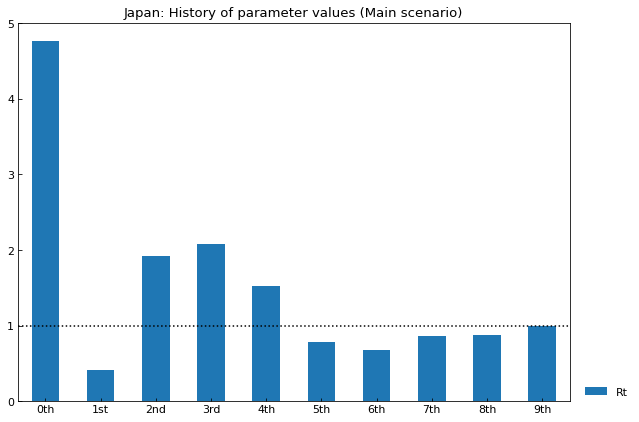 Japan: History of parameter values (Main scenario)
5
4
3
2
1
0
0th 1st 2nd 3rd 4th 5th 6th 7th 8th 9th
Rt